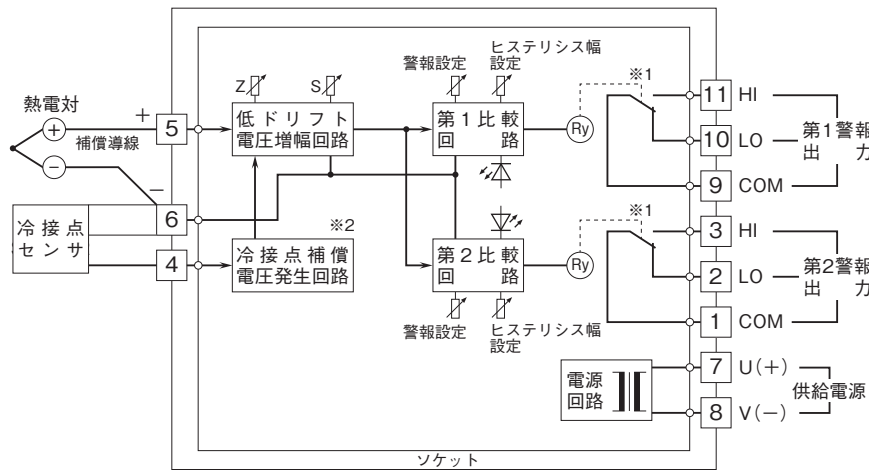 熱電対
+
補償導線
+
−
−
5
6
4
冷接点
センサ
Z
S
低ドリフト
電圧増幅回路
※2
冷接点補償
電圧発生回路
警報設定
ヒステリシス幅
設定
第1比較
回路
Ry
※1
第2比較
回路
Ry
※1
警報設定
ヒステリシス幅
設定
電源
回路
11 HI
10 LO
9 COM
第1警報
出力
3 HI
2 LO
1 COM
第2警報
出力
7 U(+)
8 V(−)
供給電源
ソケット